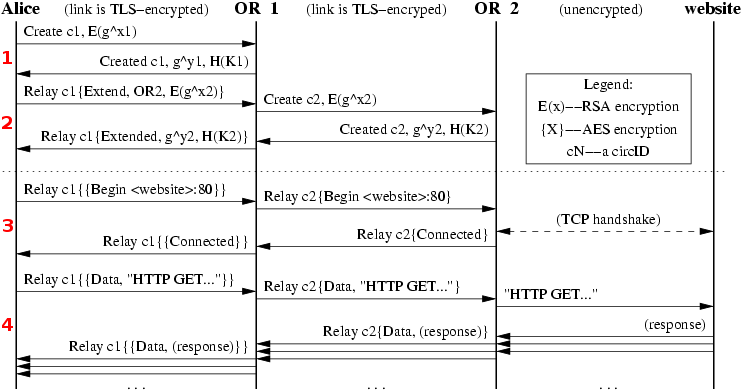 Alice (link is TLS–encrypted) OR 1 (link is TLS–encryped) OR 2 (unencrypted) website
Create c1, E(g^x1)
1
Created c1, g^y1, H(K1)
Relay c1{Extend, OR2, E(g^x2)}
Create c2, E(g^x2)
2
Created c2, g^y2, H(K2)
Relay c1{Extended, g^y2, H(K2)}
Legend:
E(x)––RSA encryption
{X}––AES encryption
cN––a circID
Relay c1{{Begin <website>:80}}
Relay c2{Begin <website>:80}
3
(TCP handshake)
Relay c2{Connected}
Relay c1{{Connected}}
Relay c1{{Data, "HTTP GET..."}}
Relay c2{Data, "HTTP GET..."}
"HTTP GET..."
4
(response)
Relay c2{Data, (response)}
Relay c1{{Data, (response)}}
. . . . . . . . .